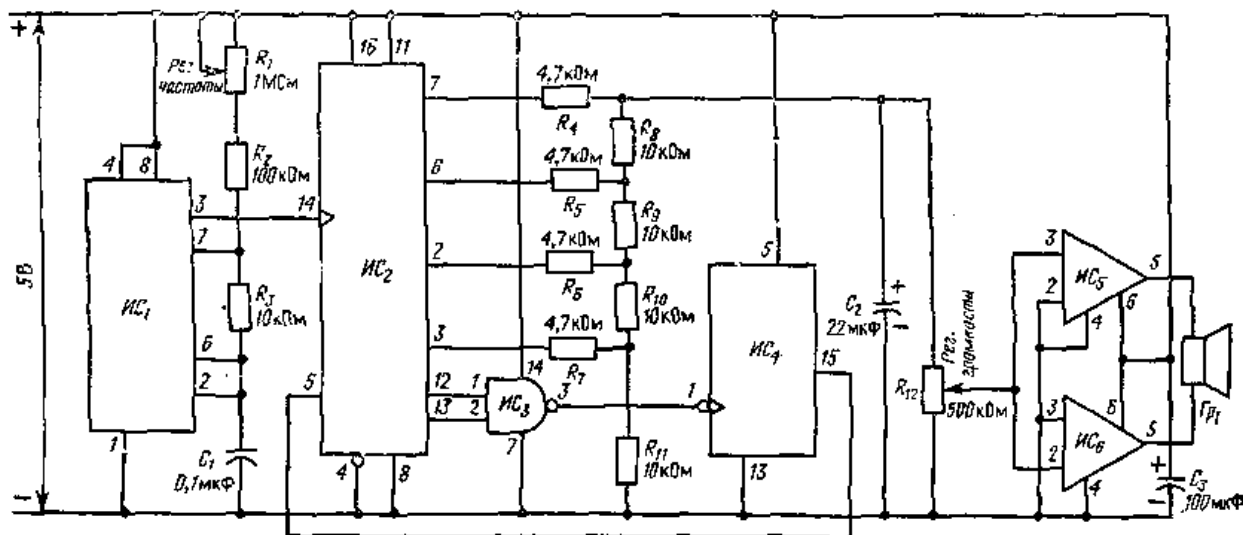 +
5В
−
Рег.
частоты
R1
1МОм
R2
100кОм
R3
10кОм
4
8
3
7
6
2
1
ИС1
C1
0,1мкФ
16
11
14
5
4
8
ИС2
7
6
2
3
12
13
4,7кОм
R4
4,7кОм
R5
4,7кОм
R6
4,7кОм
R7
R8
10кОм
R9
10кОм
R10
10кОм
R11
10кОм
1
2
14
ИС3
3
7
5
1
ИС4
15
13
+
C2
22мкФ
−
Рег.
громкости
R12
500кОм
3
2
ИС5
5
4
6
3
2
ИС6
6
5
4
Гр1
+
C3
−
100мкФ